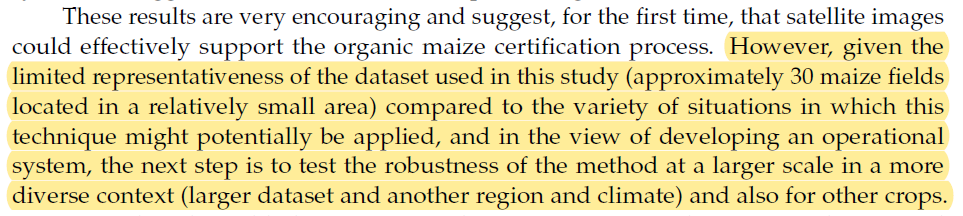 These results are very encouraging and suggest, for the first time, that satellite images
could effectively support the organic maize certification process. However, given the
limited representativeness of the dataset used in this study (approximately 30 maize fields
located in a relatively small area) compared to the variety of situations in which this
technique might potentially be applied, and in the view of developing an operational
system, the next step is to test the robustness of the method at a larger scale in a more
diverse context (larger dataset and another region and climate) and also for other crops.